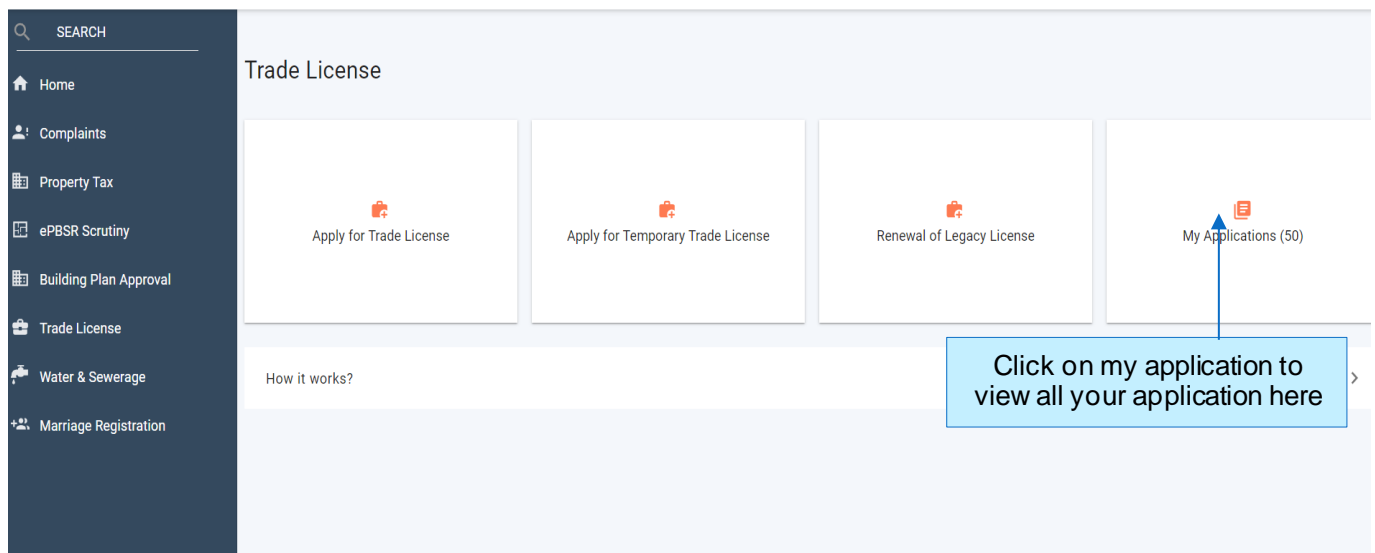 SEARCH
Home
Complaints
Property Tax
ePBSR Scrutiny
Building Plan Approval
Trade License
Water & Sewerage
Marriage Registration
Trade License
Apply for Trade License
Apply for Temporary Trade License
Renewal of Legacy License
My Applications (50)
How it works?
Click on my application to
view all your application here